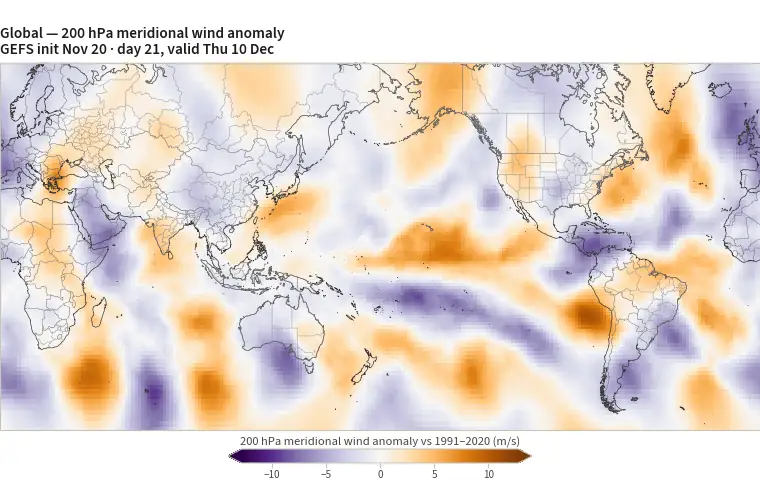 Global — 200 hPa meridional wind anomaly
GEFS init Nov 20 · day 21, valid Thu 10 Dec
200 hPa meridional wind anomaly vs 1991–2020 (m/s)
−10 −5 0 5 10